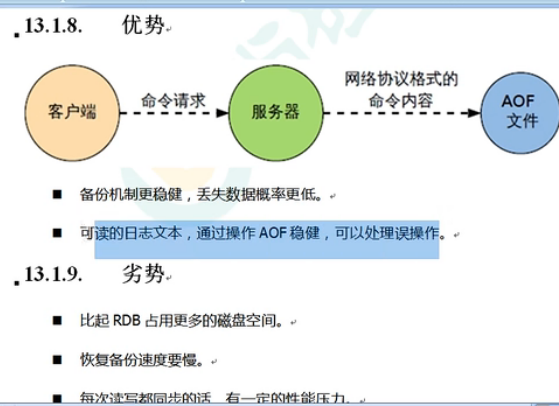 13.1.8. 优势
客户端
命令请求
服务器
网络协议格式的
命令内容
AOF
文件
■ 备份机制更稳健，丢失数据概率更低。
■ 可读的日志文本，通过操作 AOF 稳健，可以处理误操作。
13.1.9. 劣势
■ 比起 RDB 占用更多的磁盘空间。
■ 恢复备份速度要慢。
■ 每次读写都同步的话，有一定的性能压力。